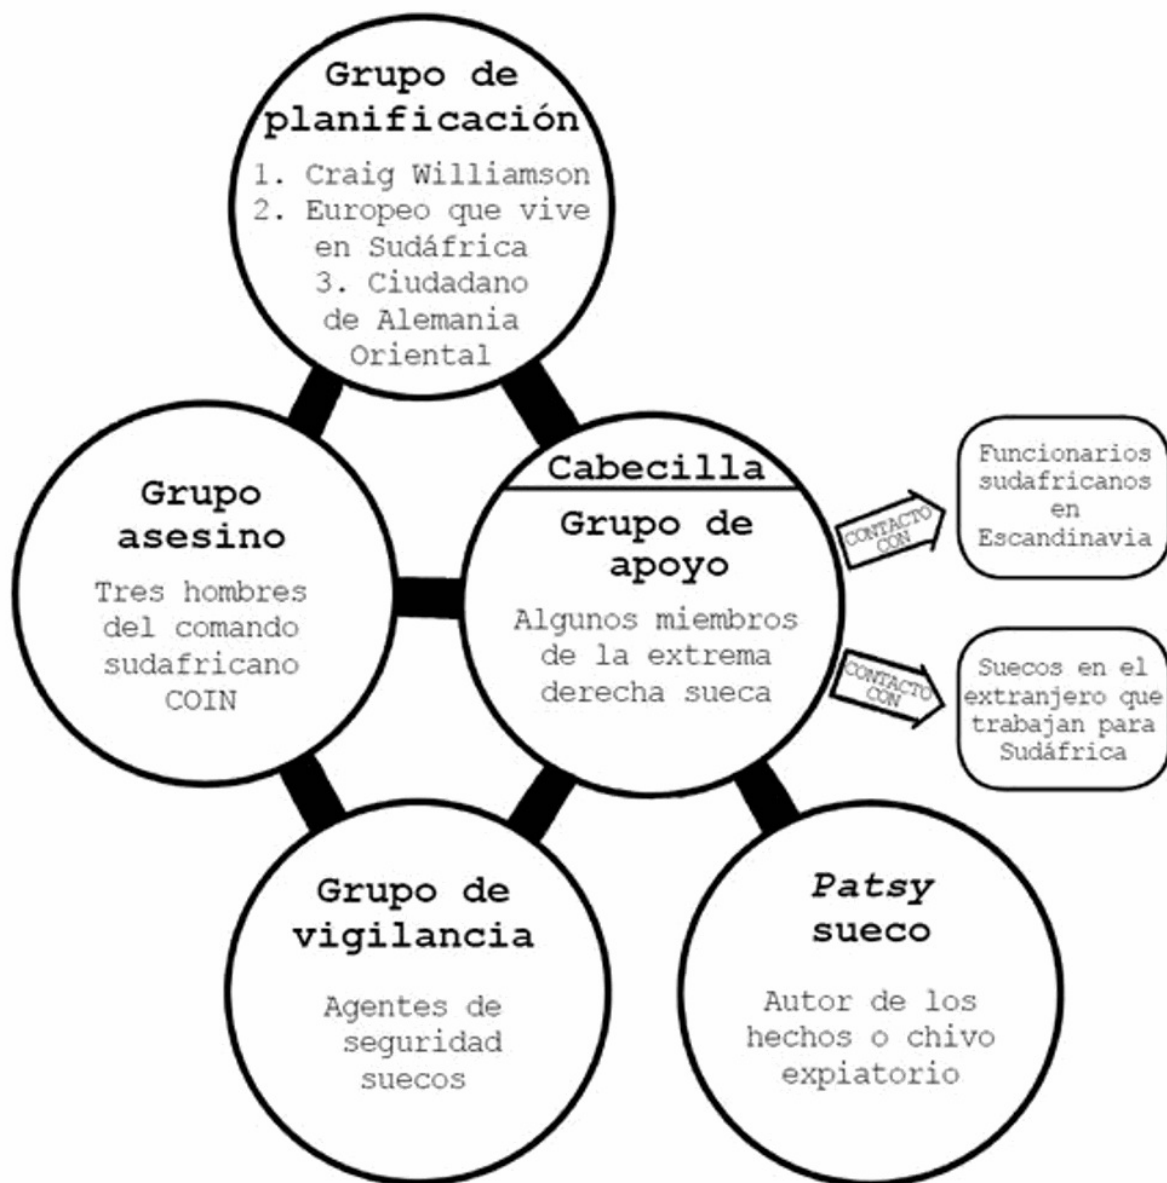 Grupo de
planificación
1. Craig Williamson
2. Europeo que vive
en Sudáfrica
3. Ciudadano
de Alemania
Oriental
Grupo
asesino
Tres hombres
del comando
sudafricano
COIN
Cabecilla
Grupo de
apoyo
Algunos miembros
de la extrema
derecha sueca
CONTACTO
CON
Funcionarios
sudafricanos
en
Escandinavia
CONTACTO
CON
Suecos en el
extranjero que
trabajan para
Sudáfrica
Grupo de
vigilancia
Agentes de
seguridad
suecos
Patsy
sueco
Autor de los
hechos o chivo
expiatorio